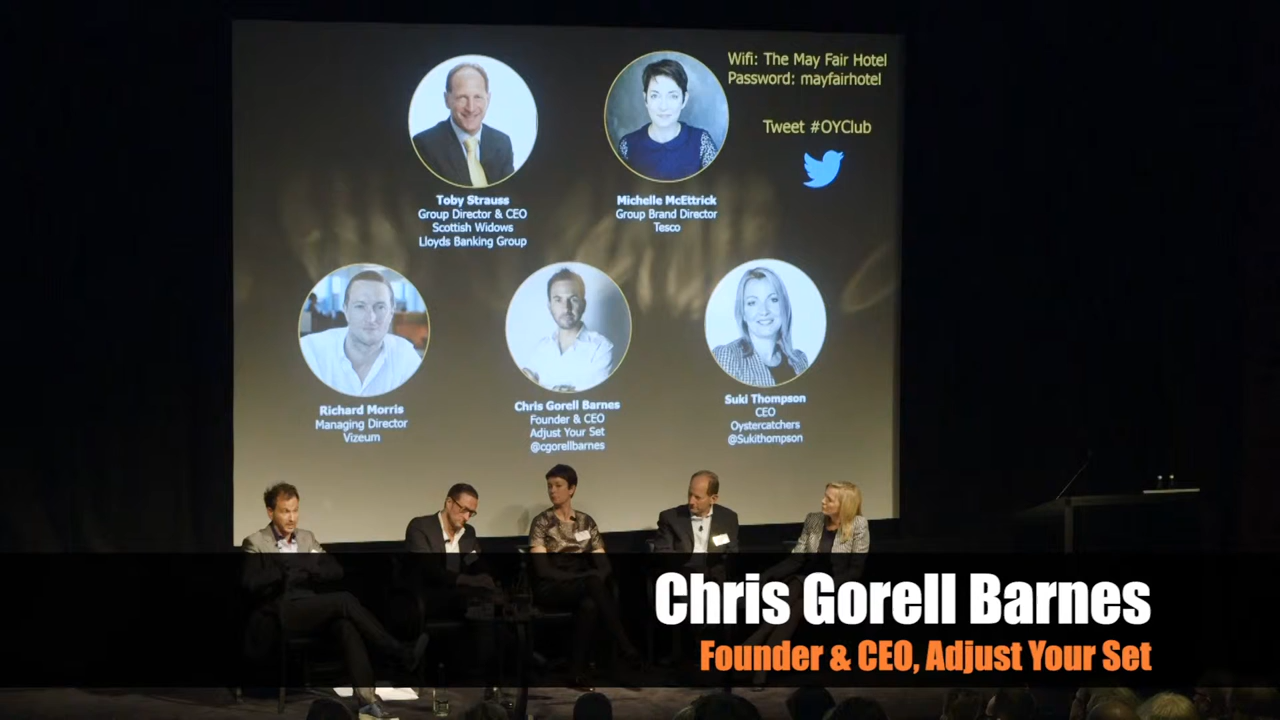 Wifi: The May Fair Hotel
Password: mayfairhotel
Tweet #OYClub
Toby Strauss
Group Director & CEO
Scottish Widows
Lloyds Banking Group
Michelle McEttrick
Group Brand Director
Tesco
Richard Morris
Managing Director
Vizeum
Chris Gorell Barnes
Founder & CEO
Adjust Your Set
@cgorellbarnes
Suki Thompson
CEO
Oystercatchers
@Sukithompson
Chris Gorell Barnes
Founder & CEO, Adjust Your Set